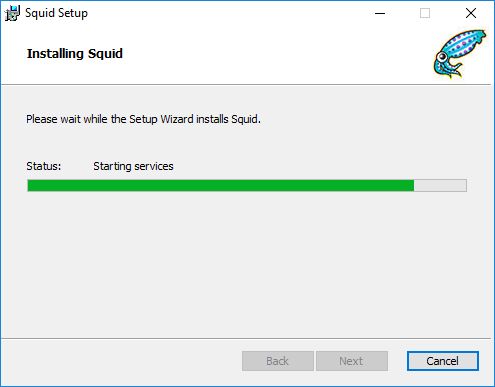 Squid Setup
Installing Squid
Please wait while the Setup Wizard installs Squid.
Status: Starting services
Back Next Cancel